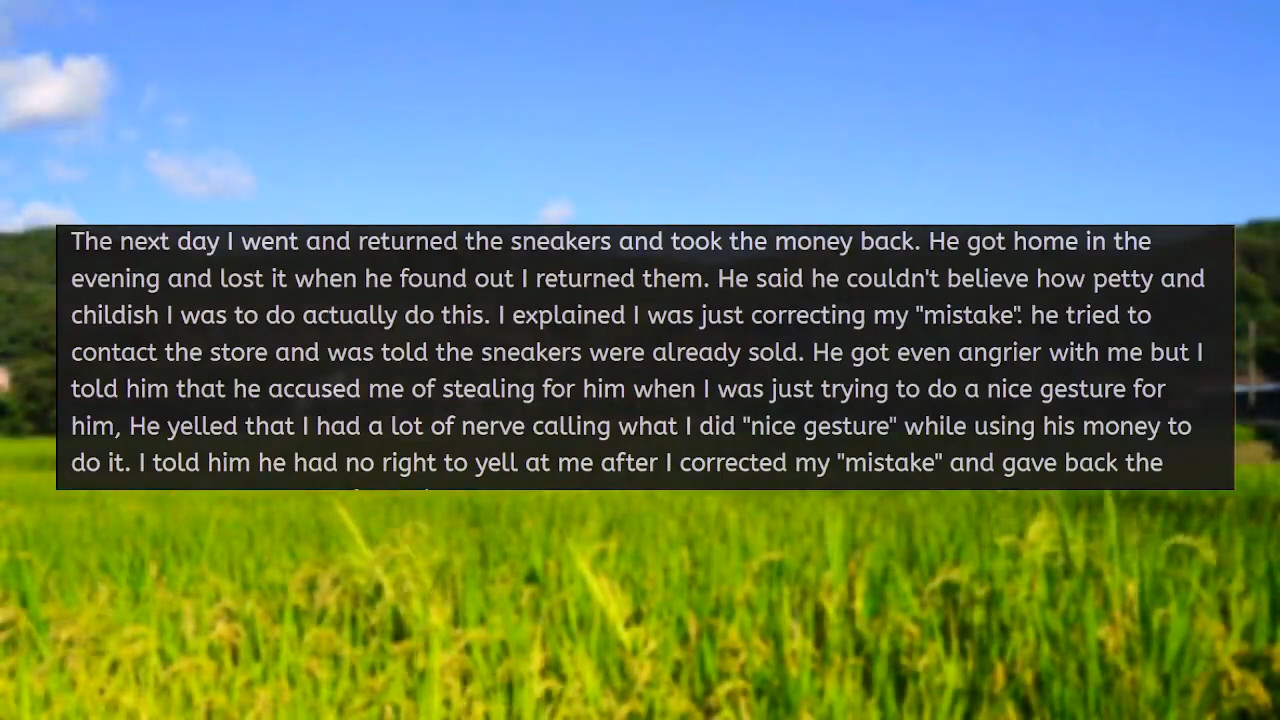 The next day I went and returned the sneakers and took the money back. He got home in the
evening and lost it when he found out I returned them. He said he couldn't believe how petty and
childish I was to do actually do this. I explained I was just correcting my "mistake". he tried to
contact the store and was told the sneakers were already sold. He got even angrier with me but I
told him that he accused me of stealing for him when I was just trying to do a nice gesture for
him, He yelled that I had a lot of nerve calling what I did "nice gesture" while using his money to
do it. I told him he had no right to yell at me after I corrected my "mistake" and gave back the